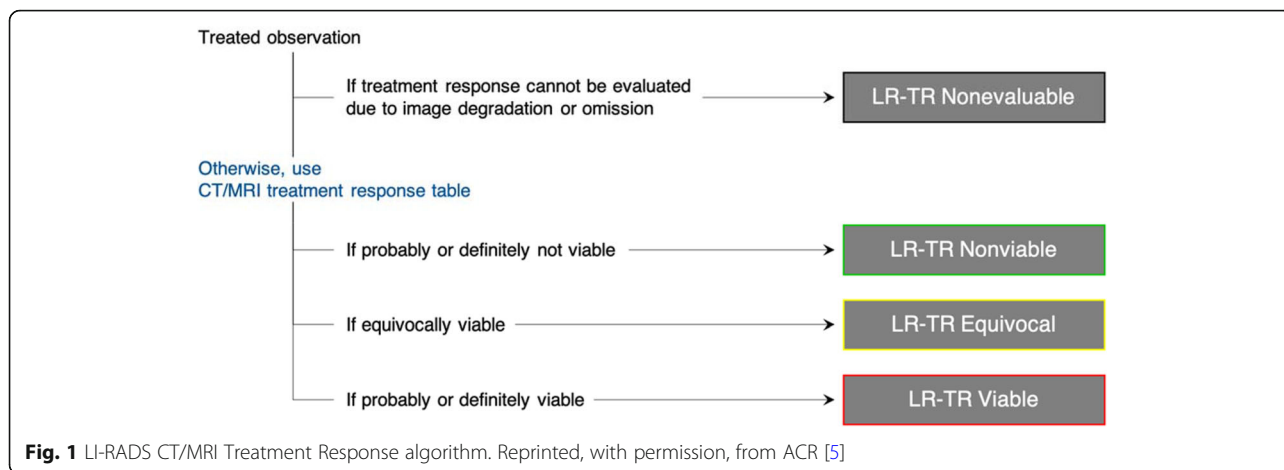 Treated observation
If treatment response cannot be evaluated
due to image degradation or omission
LR-TR Nonevaluable
Otherwise, use
CT/MRI treatment response table
If probably or definitely not viable
LR-TR Nonviable
If equivocally viable
LR-TR Equivocal
If probably or definitely viable
LR-TR Viable
Fig. 1 LI-RADS CT/MRI Treatment Response algorithm. Reprinted, with permission, from ACR [5]